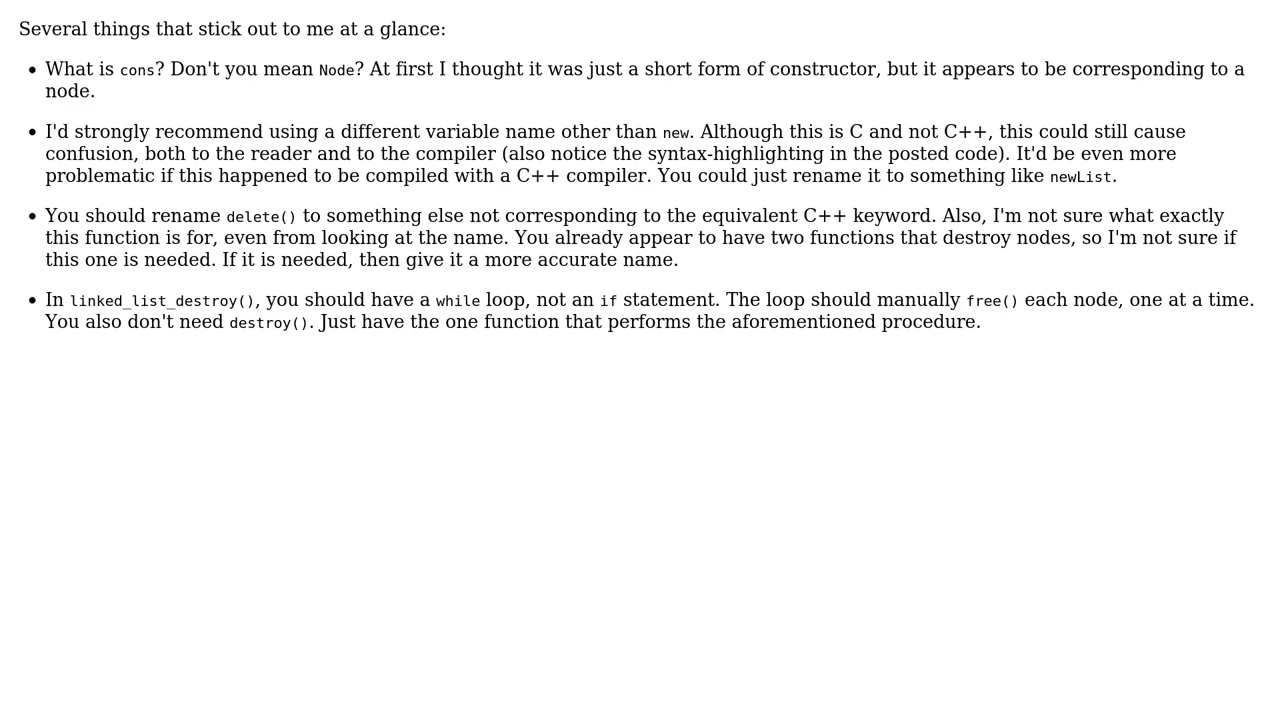 Several things that stick out to me at a glance:
• What is cons? Don't you mean Node? At first I thought it was just a short form of constructor, but it appears to be corresponding to a
node.
• I'd strongly recommend using a different variable name other than new. Although this is C and not C++, this could still cause
confusion, both to the reader and to the compiler (also notice the syntax-highlighting in the posted code). It'd be even more
problematic if this happened to be compiled with a C++ compiler. You could just rename it to something like newList.
• You should rename delete() to something else not corresponding to the equivalent C++ keyword. Also, I'm not sure what exactly
this function is for, even from looking at the name. You already appear to have two functions that destroy nodes, so I'm not sure if
this one is needed. If it is needed, then give it a more accurate name.
• In linked_list_destroy(), you should have a while loop, not an if statement. The loop should manually free() each node, one at a time.
You also don't need destroy(). Just have the one function that performs the aforementioned procedure.